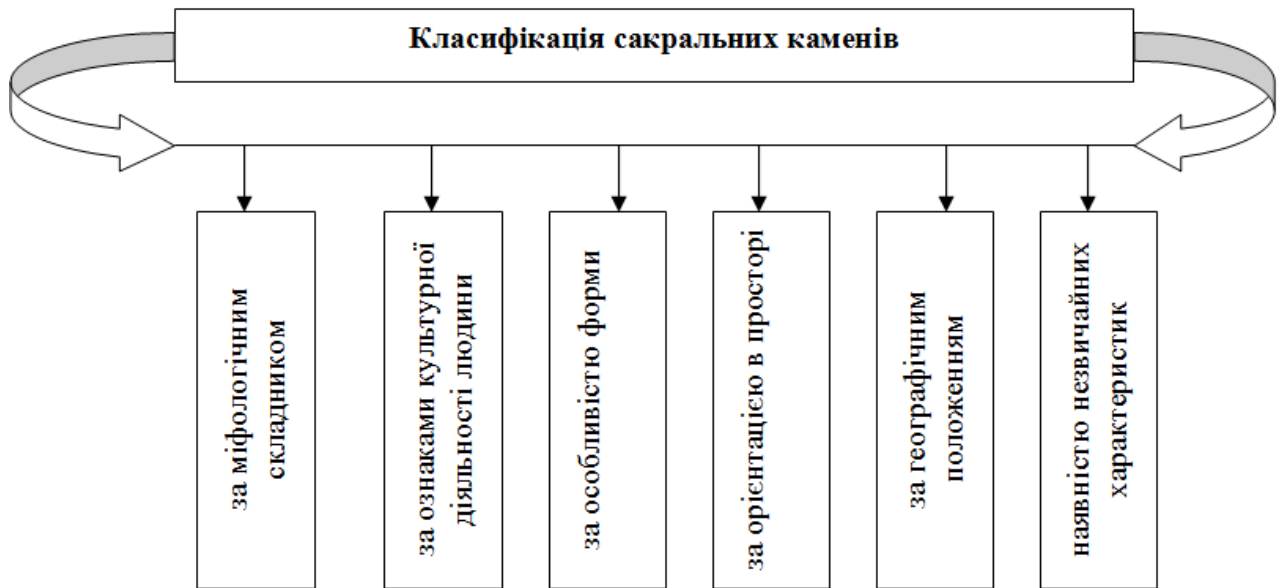 Класифікація сакральних каменів
за міфологічним
складником
за ознаками культурної
діяльності людини
за особливістю форми
за орієнтацією в просторі
за географічним
положенням
наявністю незвичайних
характеристик